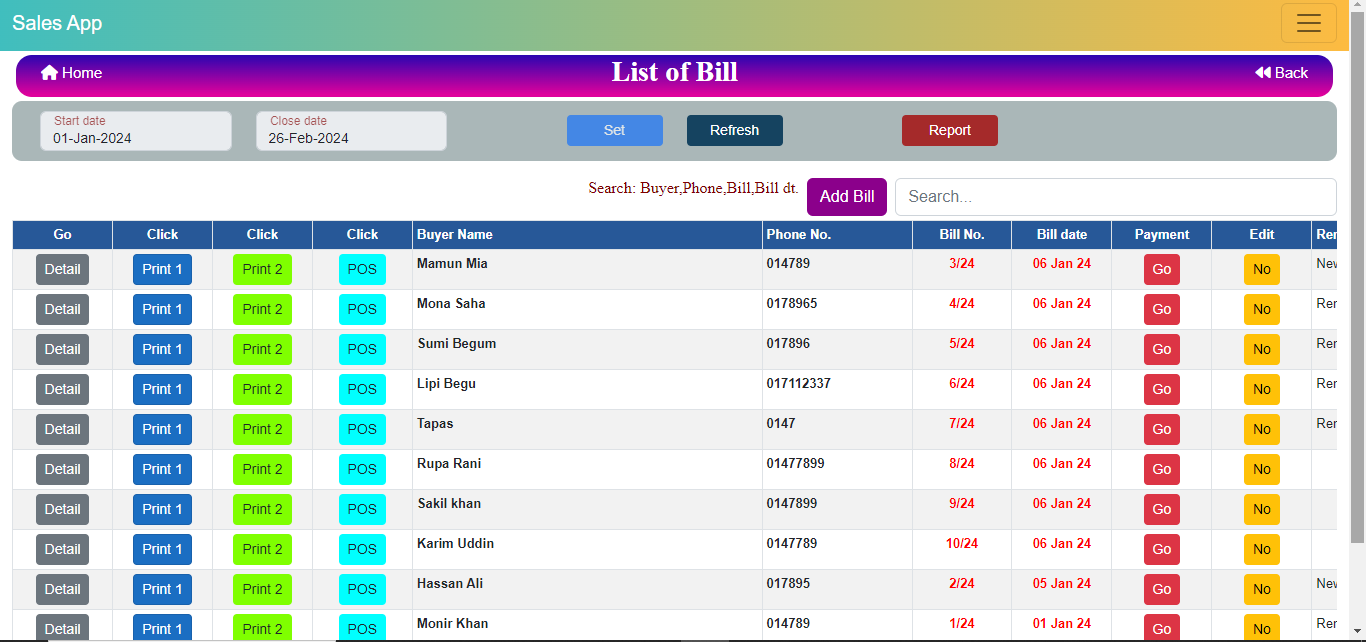 Sales App
Home List of Bill Back
Start date Close date
01-Jan-2024 26-Feb-2024 Set Refresh Report
Search: Buyer,Phone,Bill,Bill dt. Add Bill Search...
Go Click Click Click Buyer Name Phone No. Bill No. Bill date Payment Edit
Detail Print 1 Print 2 POS Mamun Mia 014789 3/24 06 Jan 24 Go No
Detail Print 1 Print 2 POS Mona Saha 0178965 4/24 06 Jan 24 Go No
Detail Print 1 Print 2 POS Sumi Begum 017896 5/24 06 Jan 24 Go No
Detail Print 1 Print 2 POS Lipi Begu 017112337 6/24 06 Jan 24 Go No
Detail Print 1 Print 2 POS Tapas 0147 7/24 06 Jan 24 Go No
Detail Print 1 Print 2 POS Rupa Rani 01477899 8/24 06 Jan 24 Go No
Detail Print 1 Print 2 POS Sakil khan 0147899 9/24 06 Jan 24 Go No
Detail Print 1 Print 2 POS Karim Uddin 0147789 10/24 06 Jan 24 Go No
Detail Print 1 Print 2 POS Hassan Ali 017895 2/24 05 Jan 24 Go No
Detail Print 1 Print 2 POS Monir Khan 014789 1/24 01 Jan 24 Go No